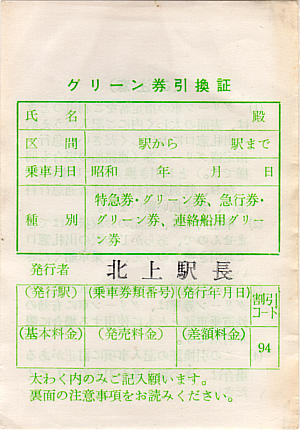 グリーン券引換証
氏名 殿
区間 駅から 駅まで
乗車月日 昭和 年 月 日
種別 特急券・グリーン券、急行券・
グリーン券、連絡船用グリー
ン券
発行者 北上駅長
(発行駅) (乗車券類番号) (発行年月日) 割引
コード
(基本料金) (発売料金) (差額料金) 94
太わく内のみご記入願います。
裏面の注意事項をお読みください。